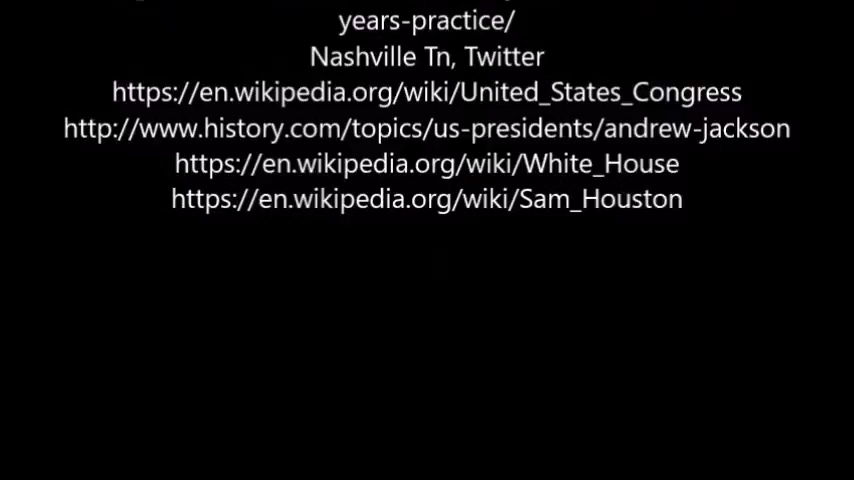 years-practice/
Nashville Tn, Twitter
https://en.wikipedia.org/wiki/United_States_Congress
http://www.history.com/topics/us-presidents/andrew-jackson
https://en.wikipedia.org/wiki/White_House
https://en.wikipedia.org/wiki/Sam_Houston